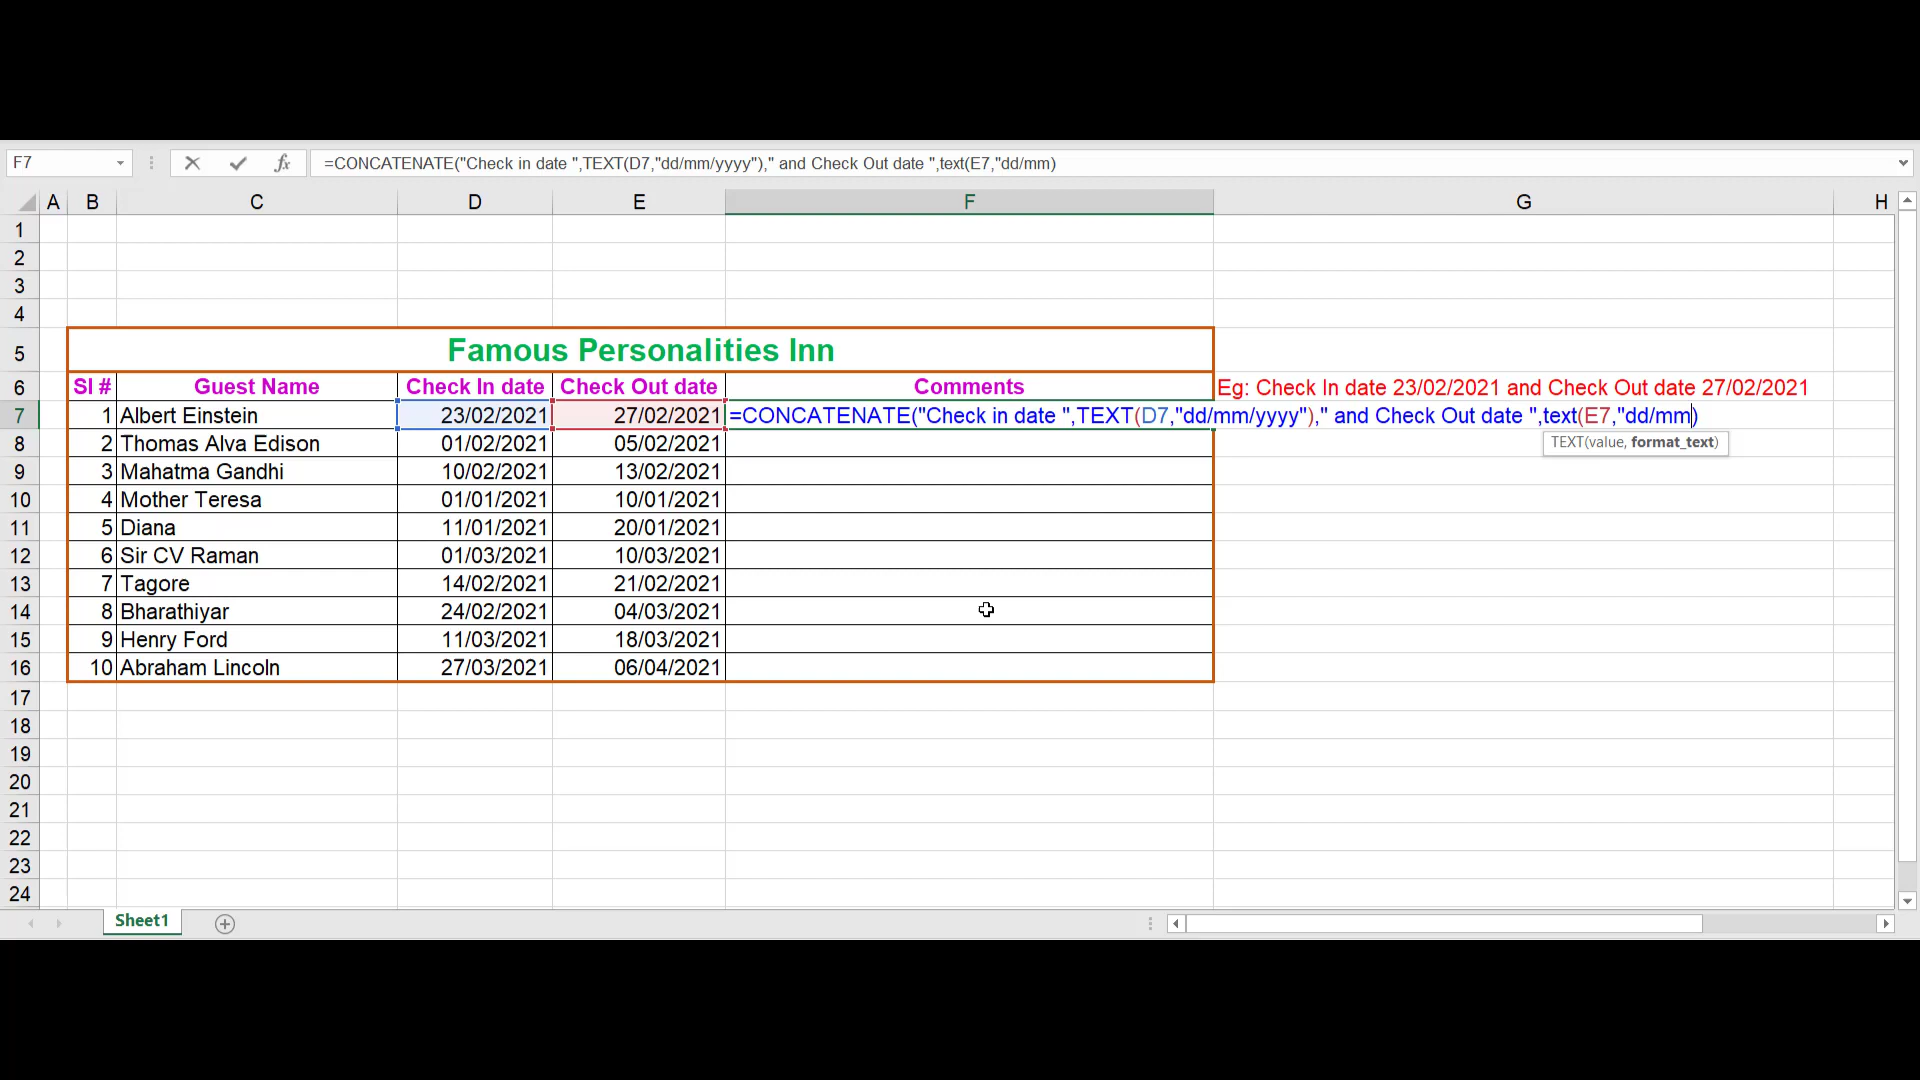 F7 fx =CONCATENATE("Check in date ",TEXT(D7,"dd/mm/yyyy")," and Check Out date ",text(E7,"dd/mm)
A B C D E F G H
1
2
3
4
5 Famous Personalities Inn
6 Sl # Guest Name Check In date Check Out date Comments Eg: Check In date 23/02/2021 and Check Out date 27/02/2021
7 1 Albert Einstein 23/02/2021 27/02/2021 =CONCATENATE("Check in date ",TEXT(D7,"dd/mm/yyyy")," and Check Out date ",text(E7,"dd/mm)
TEXT(value, format_text)
8 2 Thomas Alva Edison 01/02/2021 05/02/2021
9 3 Mahatma Gandhi 10/02/2021 13/02/2021
10 4 Mother Teresa 01/01/2021 10/01/2021
11 5 Diana 11/01/2021 20/01/2021
12 6 Sir CV Raman 01/03/2021 10/03/2021
13 7 Tagore 14/02/2021 21/02/2021
14 8 Bharathiyar 24/02/2021 04/03/2021
15 9 Henry Ford 11/03/2021 18/03/2021
16 10 Abraham Lincoln 27/03/2021 06/04/2021
17
18
19
20
21
22
23
24
Sheet1